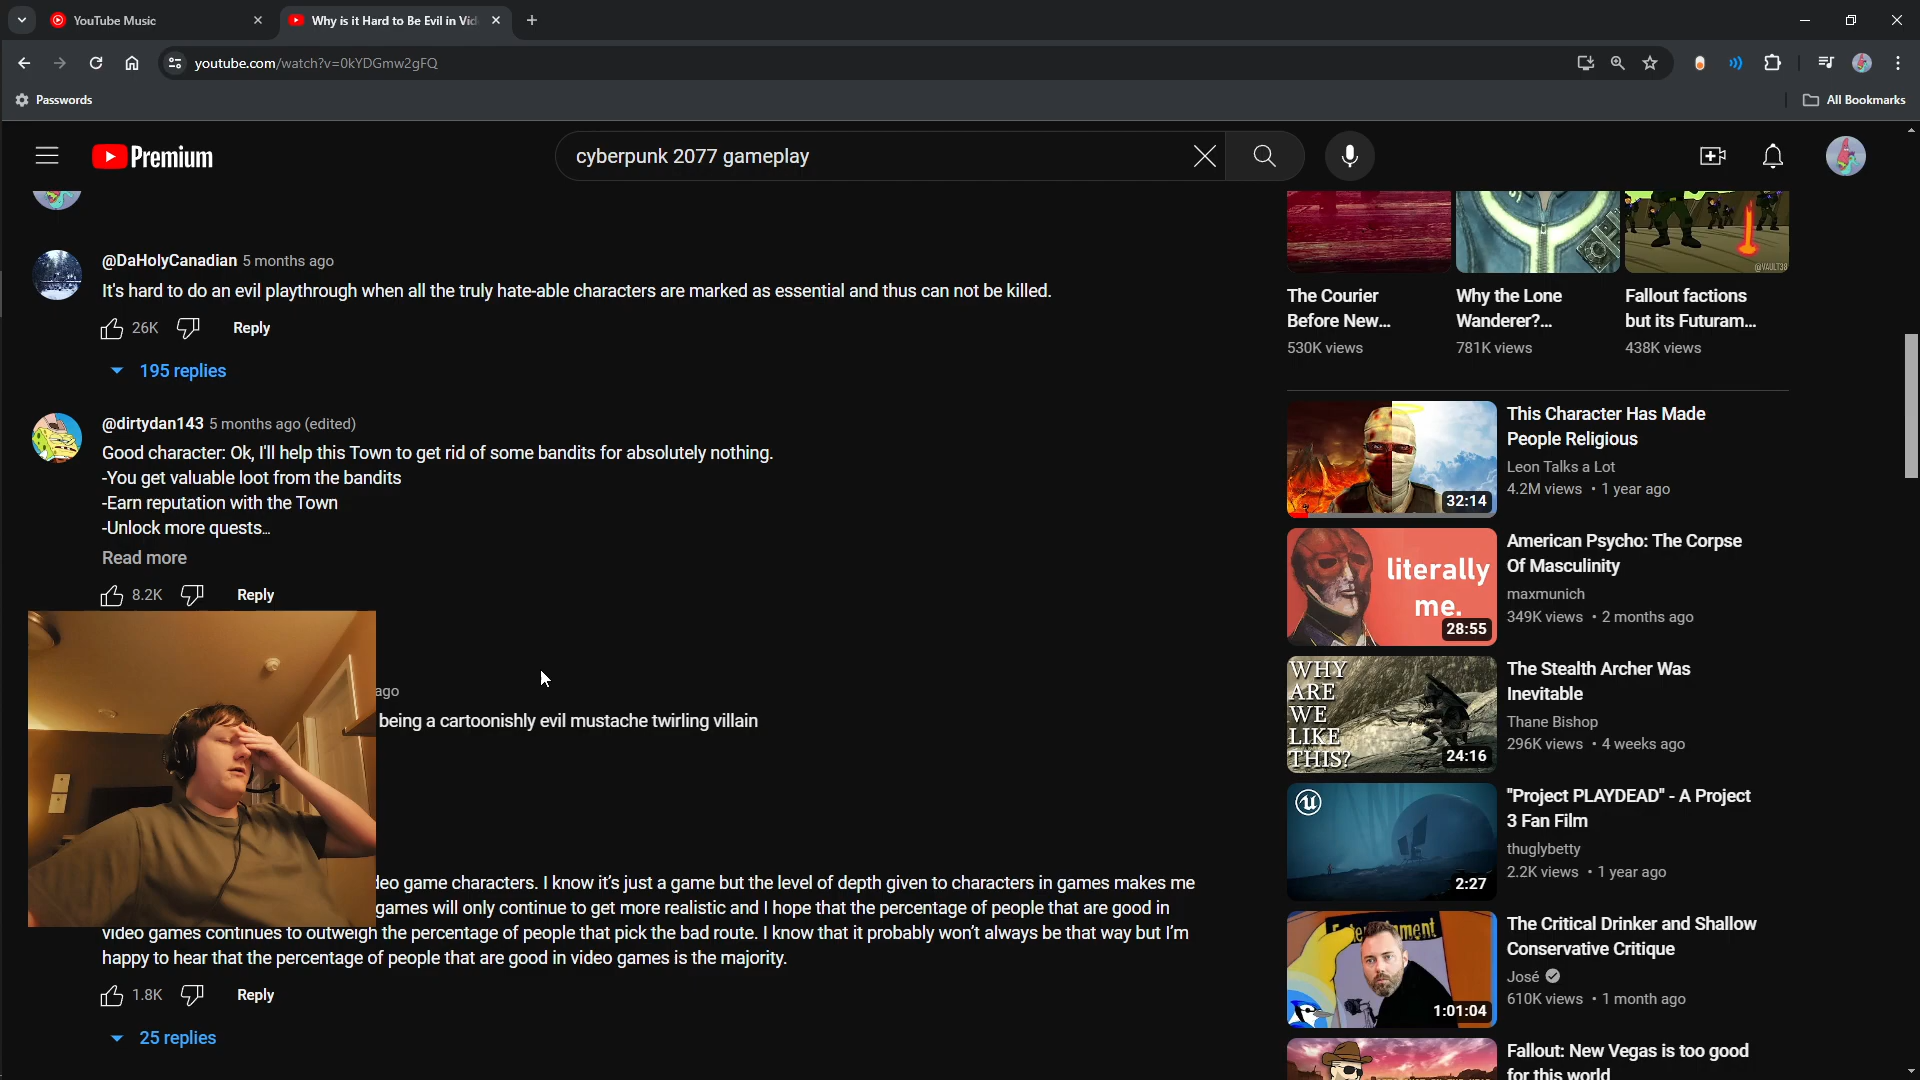 YouTube Music
Why is it Hard to Be Evil in Vid
youtube.com/watch?v=0kYDGmw2gFQ
Passwords
All Bookmarks
Premium
cyberpunk 2077 gameplay
@DaHolyCanadian 5 months ago
It's hard to do an evil playthrough when all the truly hate-able characters are marked as essential and thus can not be killed.
26K Reply
195 replies
@dirtydan143 5 months ago (edited)
Good character: Ok, I'll help this Town to get rid of some bandits for absolutely nothing.
-You get valuable loot from the bandits
-Earn reputation with the Town
-Unlock more quests…
Read more
8.2K Reply
ago
being a cartoonishly evil mustache twirling villain
deo game characters. I know it's just a game but the level of depth given to characters in games makes me
games will only continue to get more realistic and I hope that the percentage of people that are good in
video games continues to outweigh the percentage of people that pick the bad route. I know that it probably won't always be that way but I'm
happy to hear that the percentage of people that are good in video games is the majority.
1.8K Reply
25 replies
@VAULT38
The Courier
Before New...
530K views
Why the Lone
Wanderer?...
781K views
Fallout factions
but its Futuram...
438K views
32:14
This Character Has Made
People Religious
Leon Talks a Lot
4.2M views • 1 year ago
literally
me.
28:55
American Psycho: The Corpse
Of Masculinity
maxmunich
349K views • 2 months ago
WHY
ARE
WE
LIKE
THIS?
24:16
The Stealth Archer Was
Inevitable
Thane Bishop
296K views • 4 weeks ago
2:27
"Project PLAYDEAD" - A Project
3 Fan Film
thuglybetty
2.2K views • 1 year ago
1:01:04
The Critical Drinker and Shallow
Conservative Critique
José
610K views • 1 month ago
Fallout: New Vegas is too good
for this world